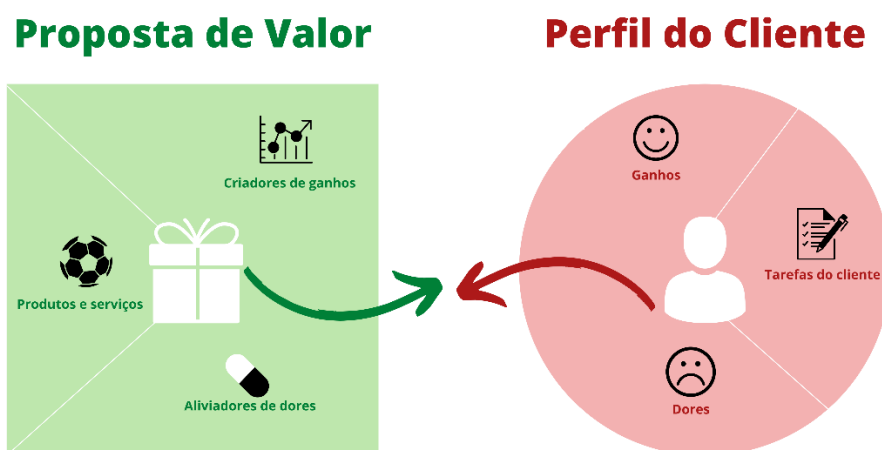 Proposta de Valor
Perfil do Cliente
Criadores de ganhos
Produtos e serviços
Aliviadores de dores
Ganhos
Tarefas do cliente
Dores